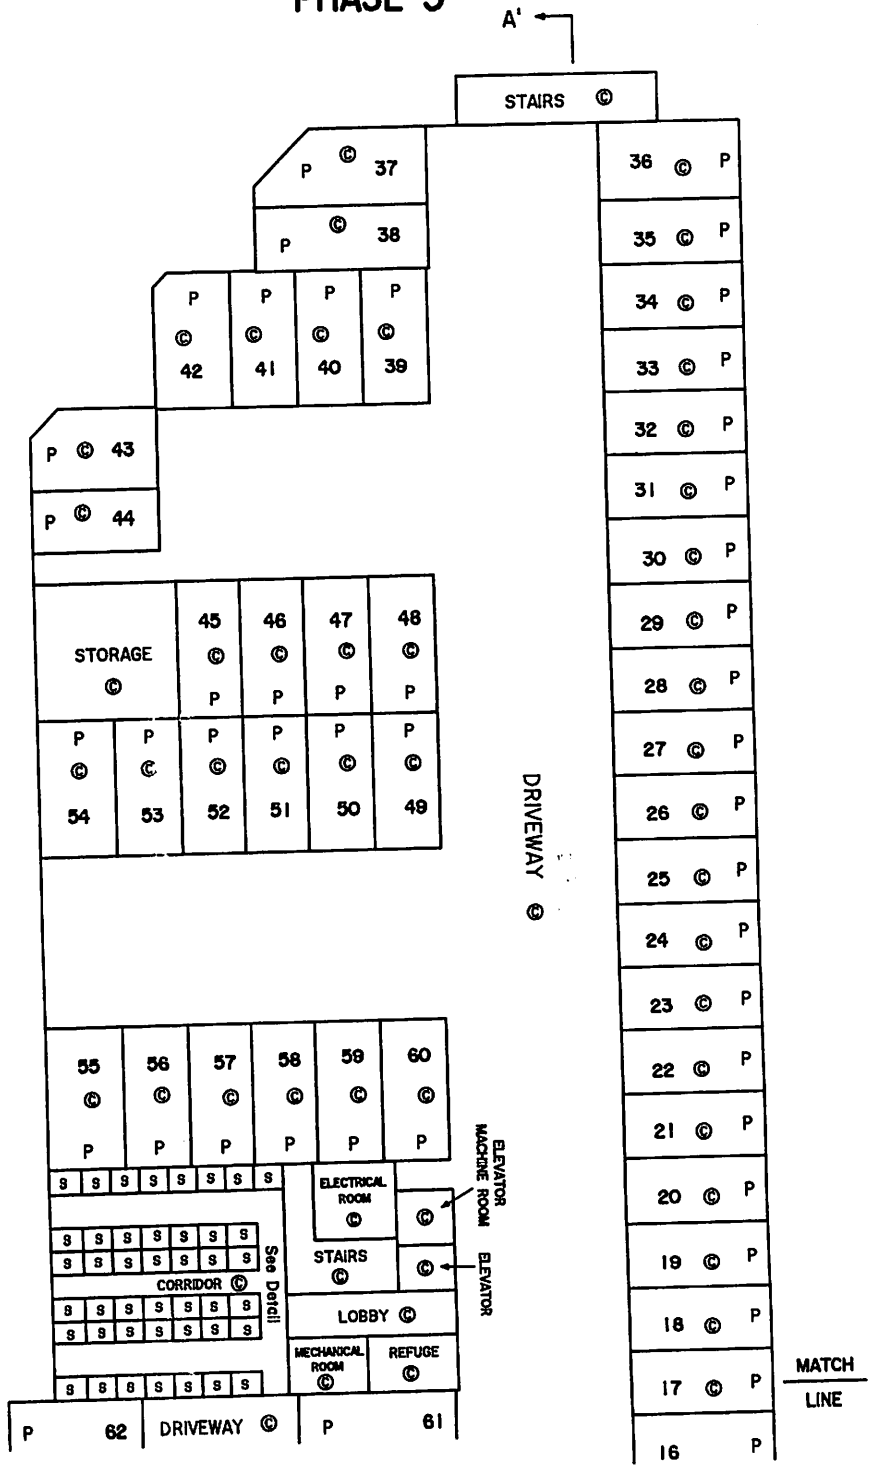 PHASE 3
A'
STAIRS ©
P © 37
36 © P
P © 38
35 © P
P P P P
© © © ©
42 41 40 39
34 © P
33 © P
P © 43
32 © P
P © 44
31 © P
30 © P
45 46 47 48
29 © P
STORAGE © © © ©
© P P P P
28 © P
P P P P P P
© © © © © ©
54 53 52 51 50 49
27 © P
DRIVEWAY ©
26 © P
25 © P
24 © P
23 © P
55 56 57 58 59 60
© © © © © ©
P P P P P P
22 © P
21 © P
ELEVATOR
MACHINE ROOM
S S S S S S S S
ELECTRICAL
ROOM
©
©
20 © P
S S S S S S S
S S S S S S S
See Detail
STAIRS
©
©
ELEVATOR
19 © P
CORRIDOR ©
S S S S S S S
S S S S S S S
LOBBY ©
18 © P
MECHANICAL
ROOM
©
REFUGE
©
S S S S S S S
17 © P
MATCH
LINE
P 62
DRIVEWAY ©
P 61
16 P